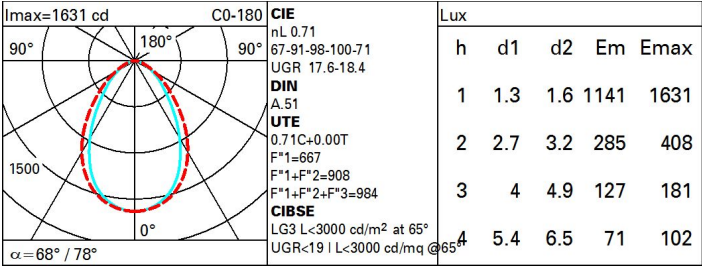 Imax=1631 cd C0-180
90° 180° 90°
1500
0°
α=68° / 78°
CIE
nL 0.71
67-91-98-100-71
UGR 17.6-18.4
DIN
A.51
UTE
0.71C+0.00T
F"1=667
F"1+F"2=908
F"1+F"2+F"3=984
CIBSE
LG3 L<3000 cd/m² at 65°
UGR<19 | L<3000 cd/mq @65°
Lux
h d1 d2 Em Emax
1 1.3 1.6 1141 1631
2 2.7 3.2 285 408
3 4 4.9 127 181
4 5.4 6.5 71 102